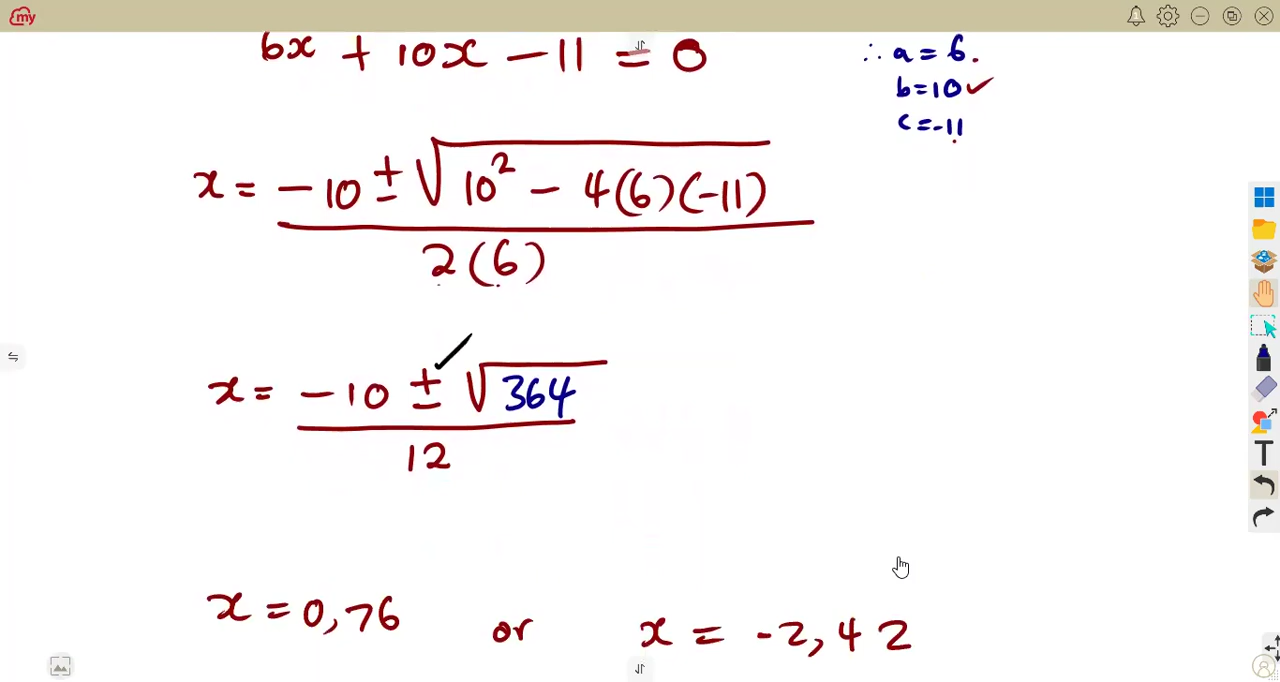 my
6x + 10x - 11 = 0
∴ a = 6.
b = 10 ✓
c = -11
x = -10 ± √10² - 4(6)(-11)
2(6)
x = -10 ± √364
12
x = 0,76 or x = -2,42
T